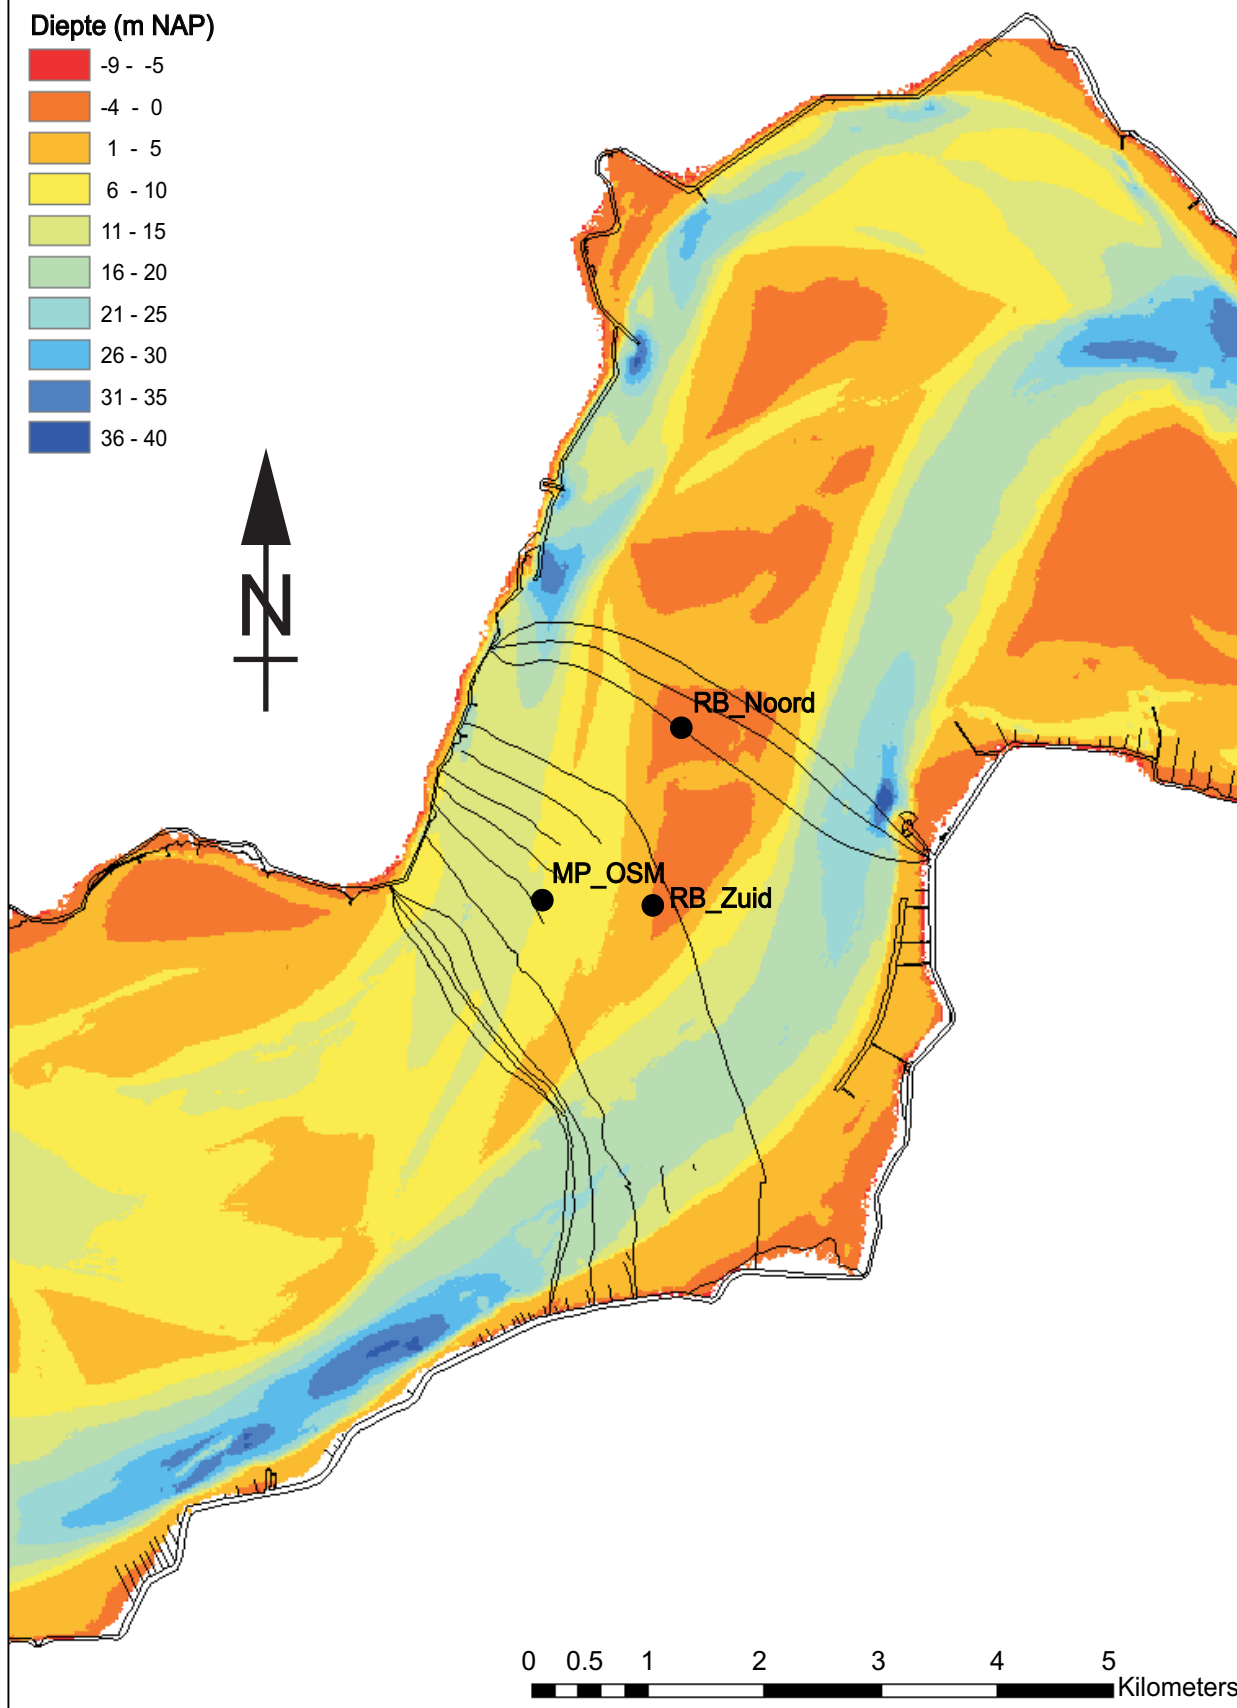 Diepte (m NAP)
-9 - -5
-4 - 0
1 - 5
6 - 10
11 - 15
16 - 20
21 - 25
26 - 30
31 - 35
36 - 40
N
RB_Noord
MP_OSM
RB_Zuid
0 0.5 1 2 3 4 5
Kilometers